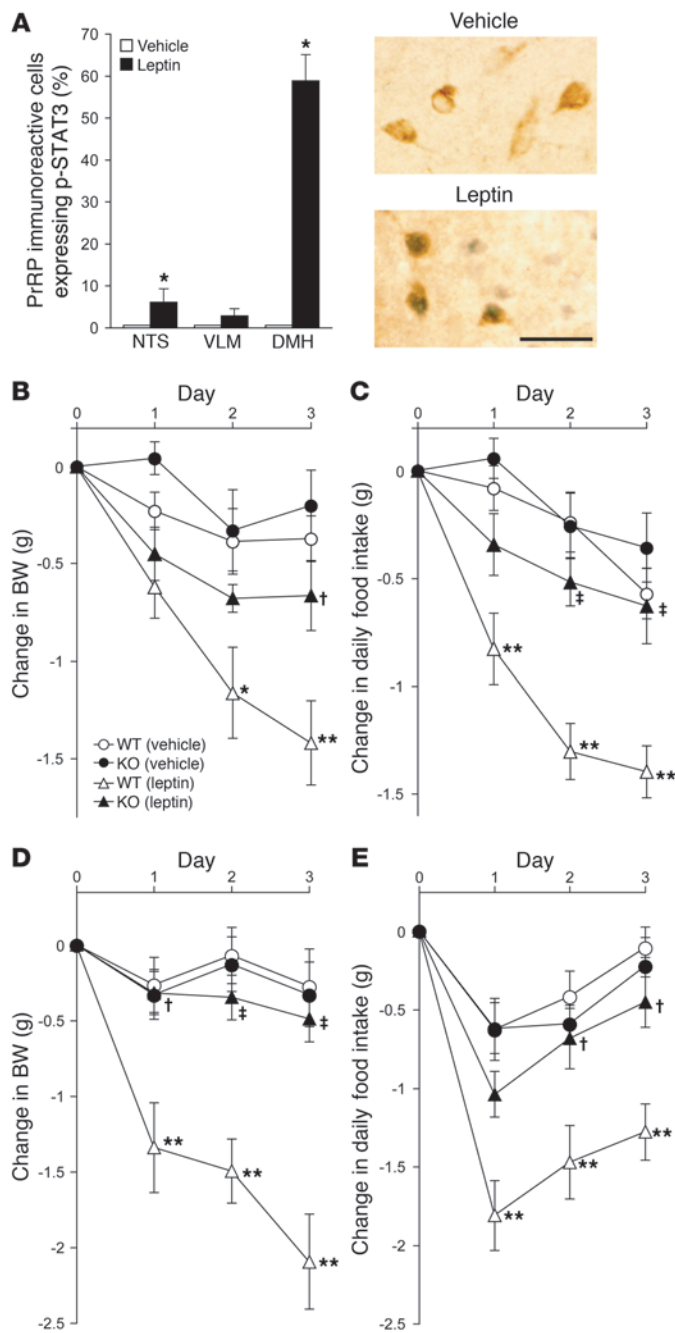 A
Vehicle
Leptin
PrRP immunoreactive cells
expressing p-STAT3 (%)
70
60
50
40
30
20
10
0
*
*
NTS VLM DMH
Vehicle
Leptin
B
Day
0 1 2 3
Change in BW (g)
0
-0.5
-1
-1.5
†
*
**
WT (vehicle)
KO (vehicle)
WT (leptin)
KO (leptin)
C
Day
0 1 2 3
Change in daily food intake (g)
0
-0.5
-1
-1.5
‡
‡
**
**
**
D
Day
0 1 2 3
Change in BW (g)
0
-0.5
-1
-1.5
-2
-2.5
†
‡
‡
**
**
**
E
Day
0 1 2 3
Change in daily food intake (g)
0
-0.5
-1
-1.5
-2
-2.5
†
†
**
**
**